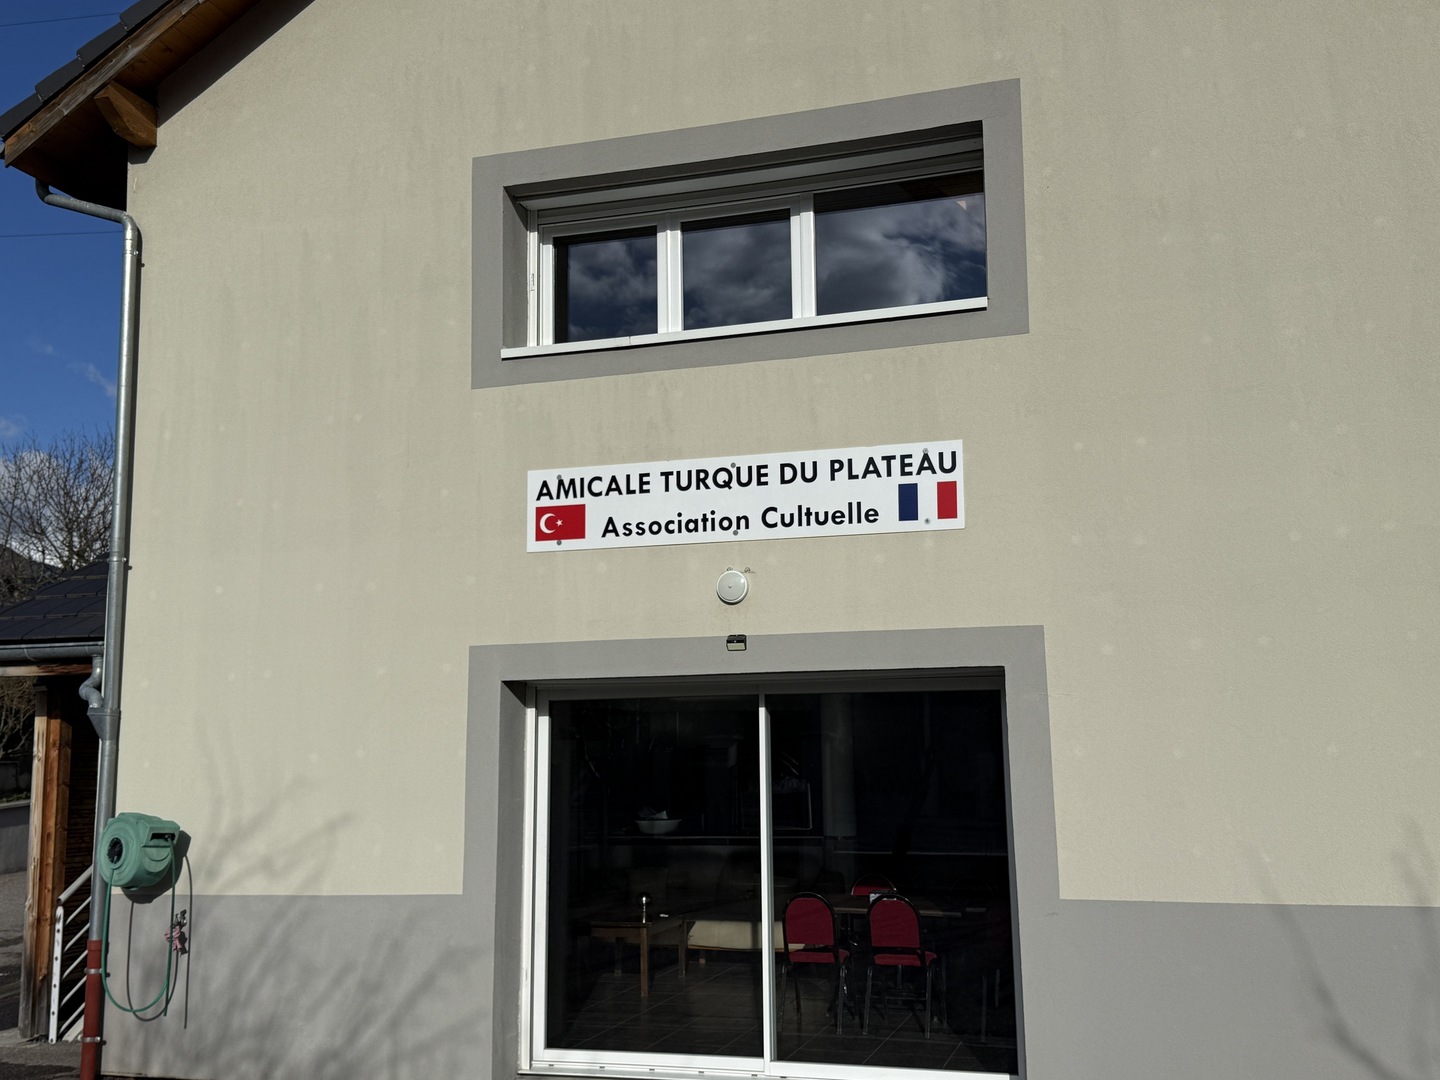 AMICALE TURQUE DU PLATEAU
Association Cultuelle